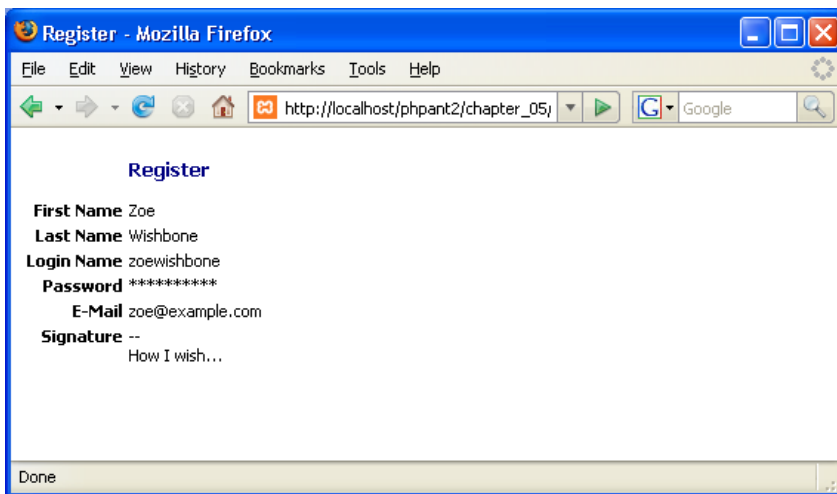 Register - Mozilla Firefox
File Edit View History Bookmarks Tools Help
http://localhost/phpant2/chapter_05/ G Google
Register
First Name Zoe
Last Name Wishbone
Login Name zoewishbone
Password **********
E-Mail zoe@example.com
Signature --
How I wish...
Done